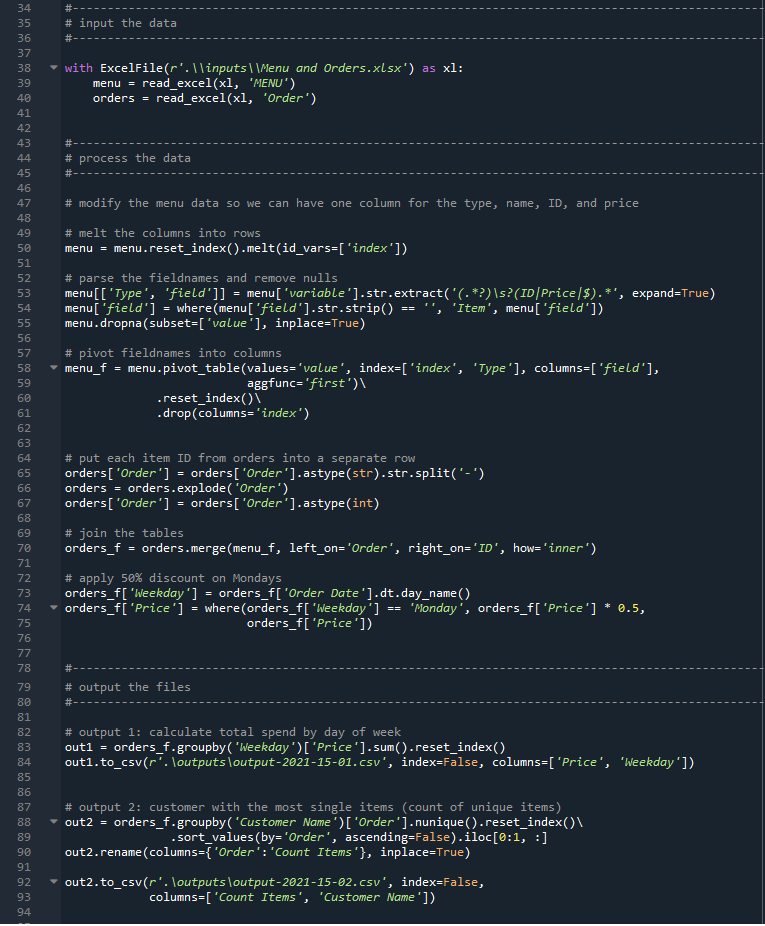 34 #---------------------------------------------------------------------------------------------------
35 # input the data
36 #---------------------------------------------------------------------------------------------------
37
38 with ExcelFile(r'.\\inputs\\Menu and Orders.xlsx') as xl:
39     menu = read_excel(xl, 'MENU')
40     orders = read_excel(xl, 'Order')
41
42
43 #---------------------------------------------------------------------------------------------------
44 # process the data
45 #---------------------------------------------------------------------------------------------------
46
47 # modify the menu data so we can have one column for the type, name, ID, and price
48
49 # melt the columns into rows
50 menu = menu.reset_index().melt(id_vars=['index'])
51
52 # parse the fieldnames and remove nulls
53 menu[['Type', 'field']] = menu['variable'].str.extract('(.*?)\s?(ID|Price|$).*', expand=True)
54 menu['field'] = where(menu['field'].str.strip() == '', 'Item', menu['field'])
55 menu.dropna(subset=['value'], inplace=True)
56
57 # pivot fieldnames into columns
58 menu_f = menu.pivot_table(values='value', index=['index', 'Type'], columns=['field'],
59                           aggfunc='first')\
60              .reset_index()\
61              .drop(columns='index')
62
63
64 # put each item ID from orders into a separate row
65 orders['Order'] = orders['Order'].astype(str).str.split('-')
66 orders = orders.explode('Order')
67 orders['Order'] = orders['Order'].astype(int)
68
69 # join the tables
70 orders_f = orders.merge(menu_f, left_on='Order', right_on='ID', how='inner')
71
72 # apply 50% discount on Mondays
73 orders_f['Weekday'] = orders_f['Order Date'].dt.day_name()
74 orders_f['Price'] = where(orders_f['Weekday'] == 'Monday', orders_f['Price'] * 0.5,
75                           orders_f['Price'])
76
77
78 #---------------------------------------------------------------------------------------------------
79 # output the files
80 #---------------------------------------------------------------------------------------------------
81
82 # output 1: calculate total spend by day of week
83 out1 = orders_f.groupby('Weekday')['Price'].sum().reset_index()
84 out1.to_csv(r'.\outputs\output-2021-15-01.csv', index=False, columns=['Price', 'Weekday'])
85
86
87 # output 2: customer with the most single items (count of unique items)
88 out2 = orders_f.groupby('Customer Name')['Order'].nunique().reset_index()\
89                .sort_values(by='Order', ascending=False).iloc[0:1, :]
90 out2.rename(columns={'Order':'Count Items'}, inplace=True)
91
92 out2.to_csv(r'.\outputs\output-2021-15-02.csv', index=False,
93             columns=['Count Items', 'Customer Name'])
94